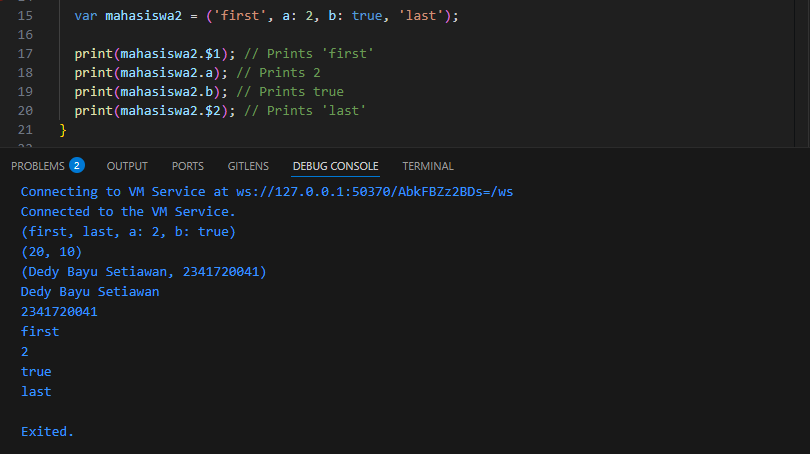 15 var mahasiswa2 = ('first', a: 2, b: true, 'last');
16
17 print(mahasiswa2.$1); // Prints 'first'
18 print(mahasiswa2.a); // Prints 2
19 print(mahasiswa2.b); // Prints true
20 print(mahasiswa2.$2); // Prints 'last'
21 }
PROBLEMS 2 OUTPUT PORTS GITLENS DEBUG CONSOLE TERMINAL
Connecting to VM Service at ws://127.0.0.1:50370/AbkFBZz2BDs=/ws
Connected to the VM Service.
(first, last, a: 2, b: true)
(20, 10)
(Dedy Bayu Setiawan, 2341720041)
Dedy Bayu Setiawan
2341720041
first
2
true
last
Exited.